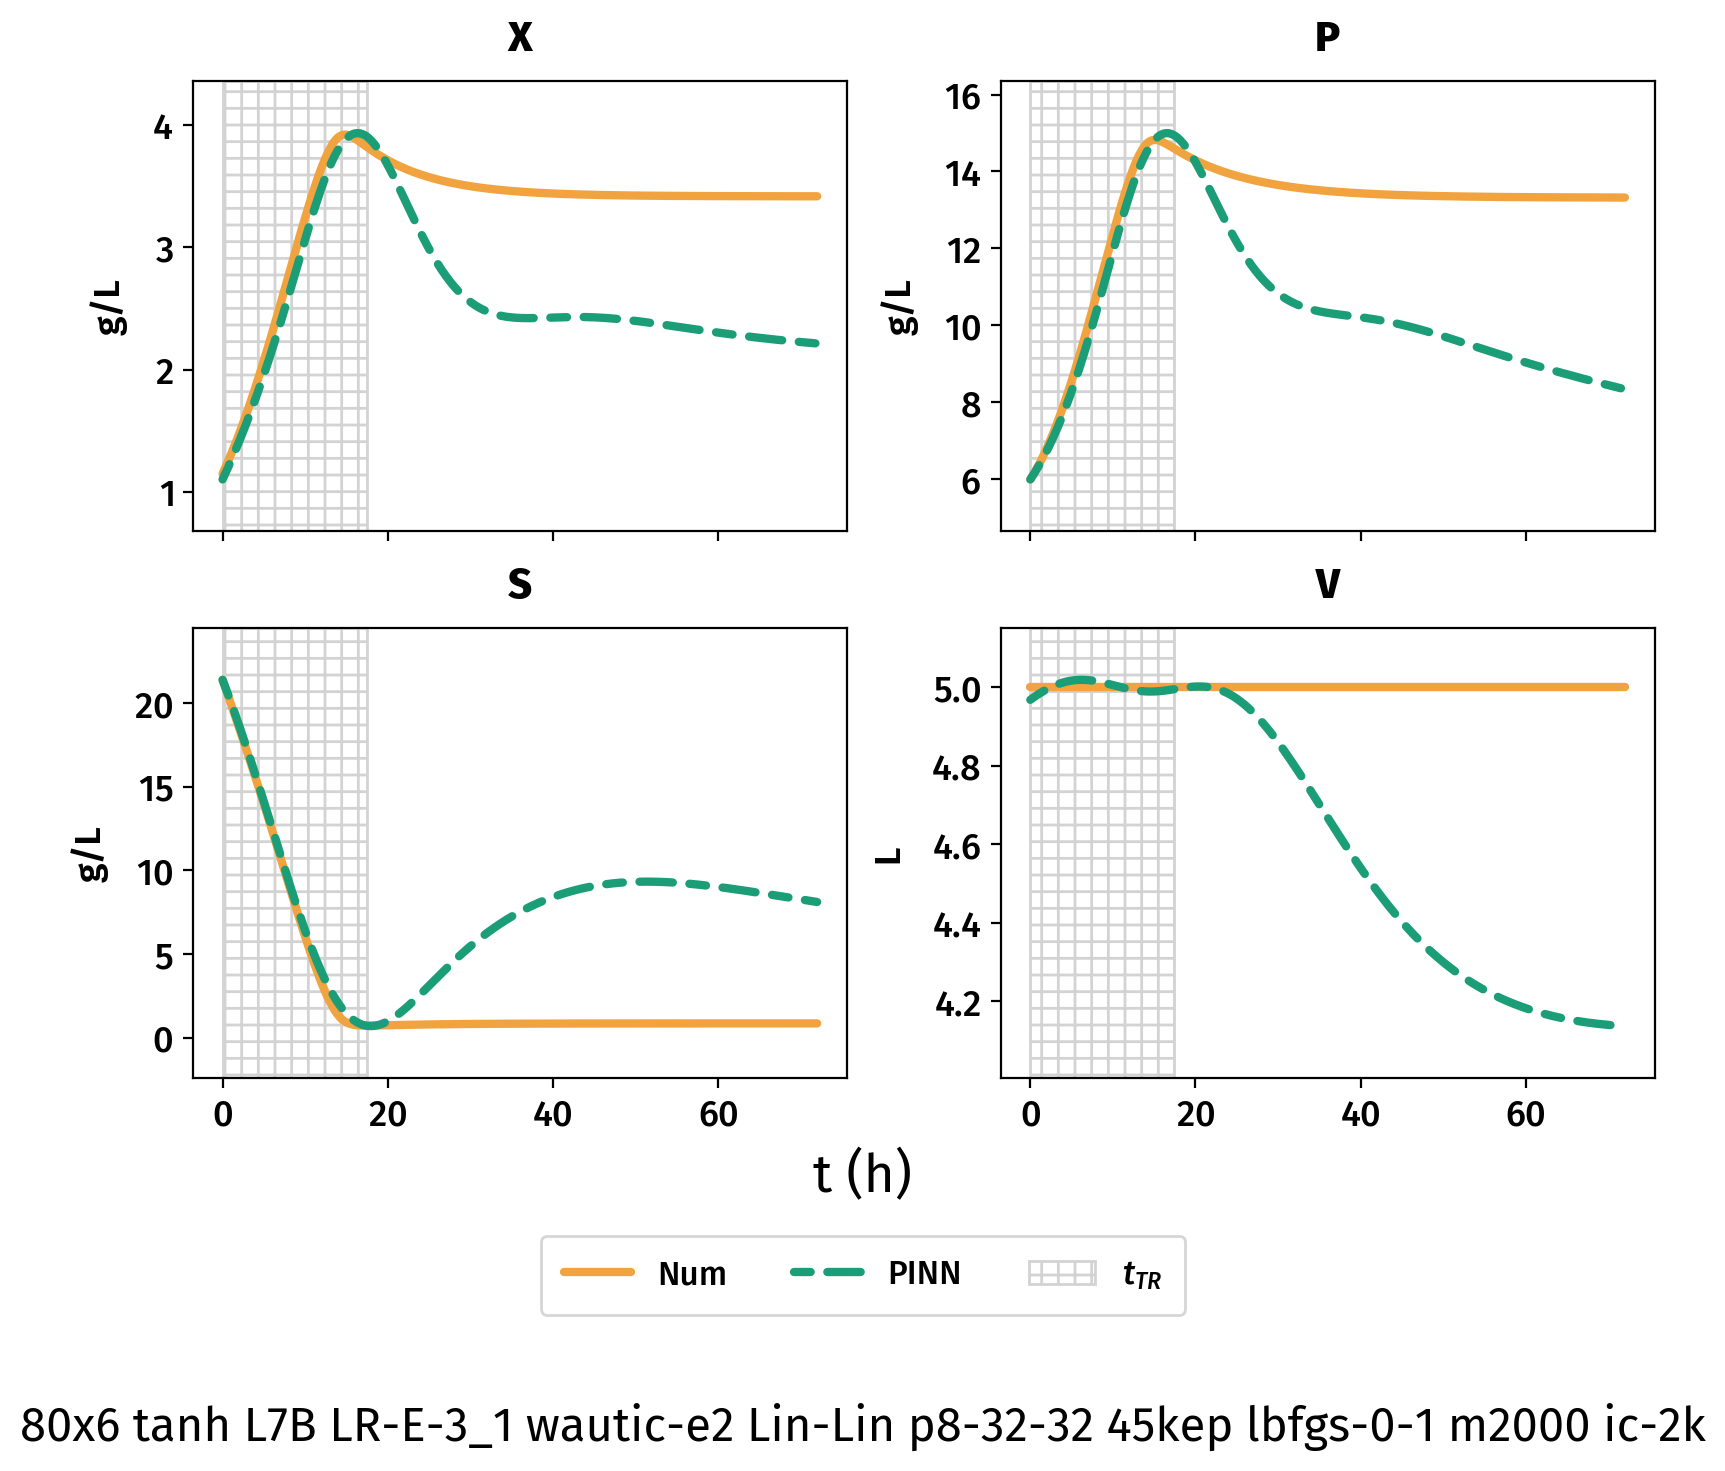 X
P
4
3
2
1
g/L
16
14
12
10
8
6
g/L
S
V
20
15
10
5
0
g/L
5.0
4.8
4.6
4.4
4.2
L
0 20 40 60
0 20 40 60
t (h)
Num PINN tTR
80x6 tanh L7B LR-E-3_1 wautic-e2 Lin-Lin p8-32-32 45kep lbfgs-0-1 m2000 ic-2k